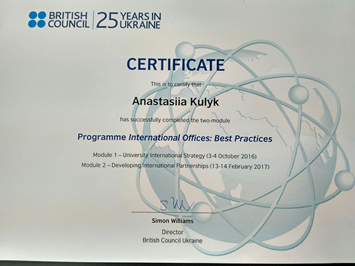 BRITISH COUNCIL 25 YEARS IN UKRAINE
CERTIFICATE
This is to certify that
Anastasiia Kulyk
has successfully completed the two-module
Programme International Offices: Best Practices
Module 1 – University International Strategy (3-4 October 2016)
Module 2 – Developing International Partnerships (13-14 February 2017)
Simon Williams
Director
British Council Ukraine